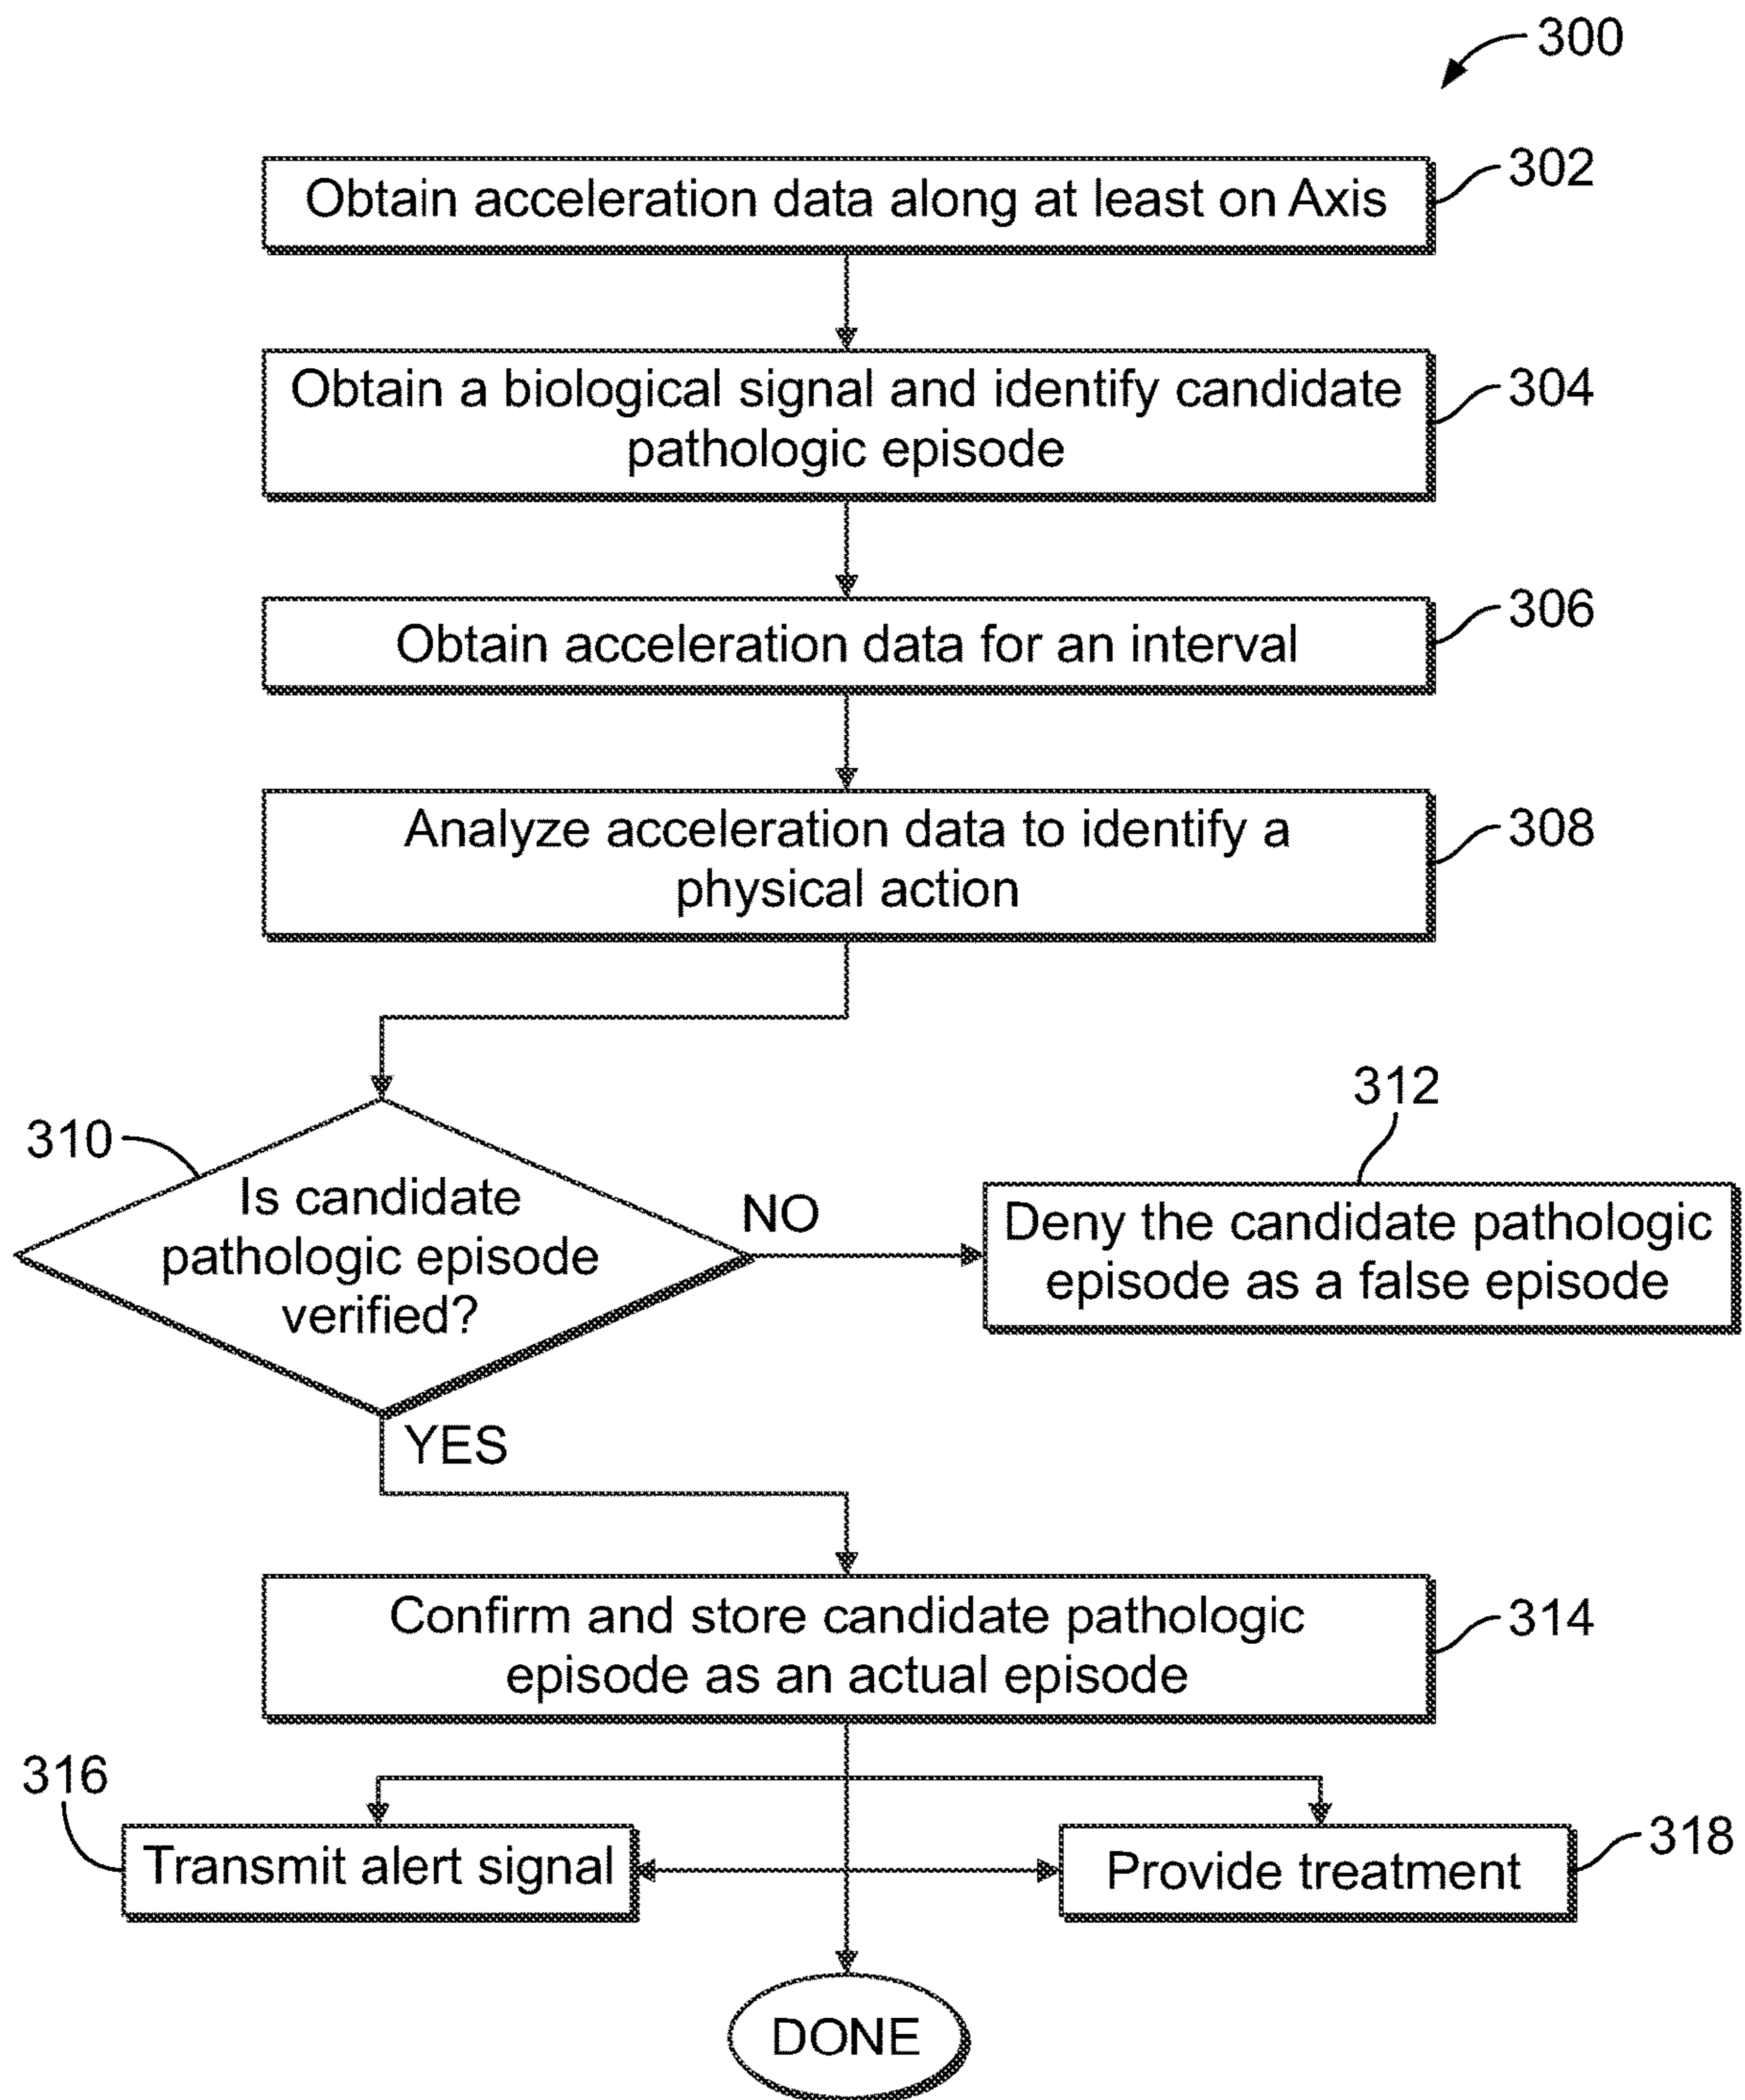 300
Obtain acceleration data along at least on Axis
302
Obtain a biological signal and identify candidate
pathologic episode
304
Obtain acceleration data for an interval
306
Analyze acceleration data to identify a
physical action
308
310
Is candidate
pathologic episode
verified?
NO
312
Deny the candidate pathologic
episode as a false episode
YES
Confirm and store candidate pathologic
episode as an actual episode
314
316
Transmit alert signal
Provide treatment
318
DONE